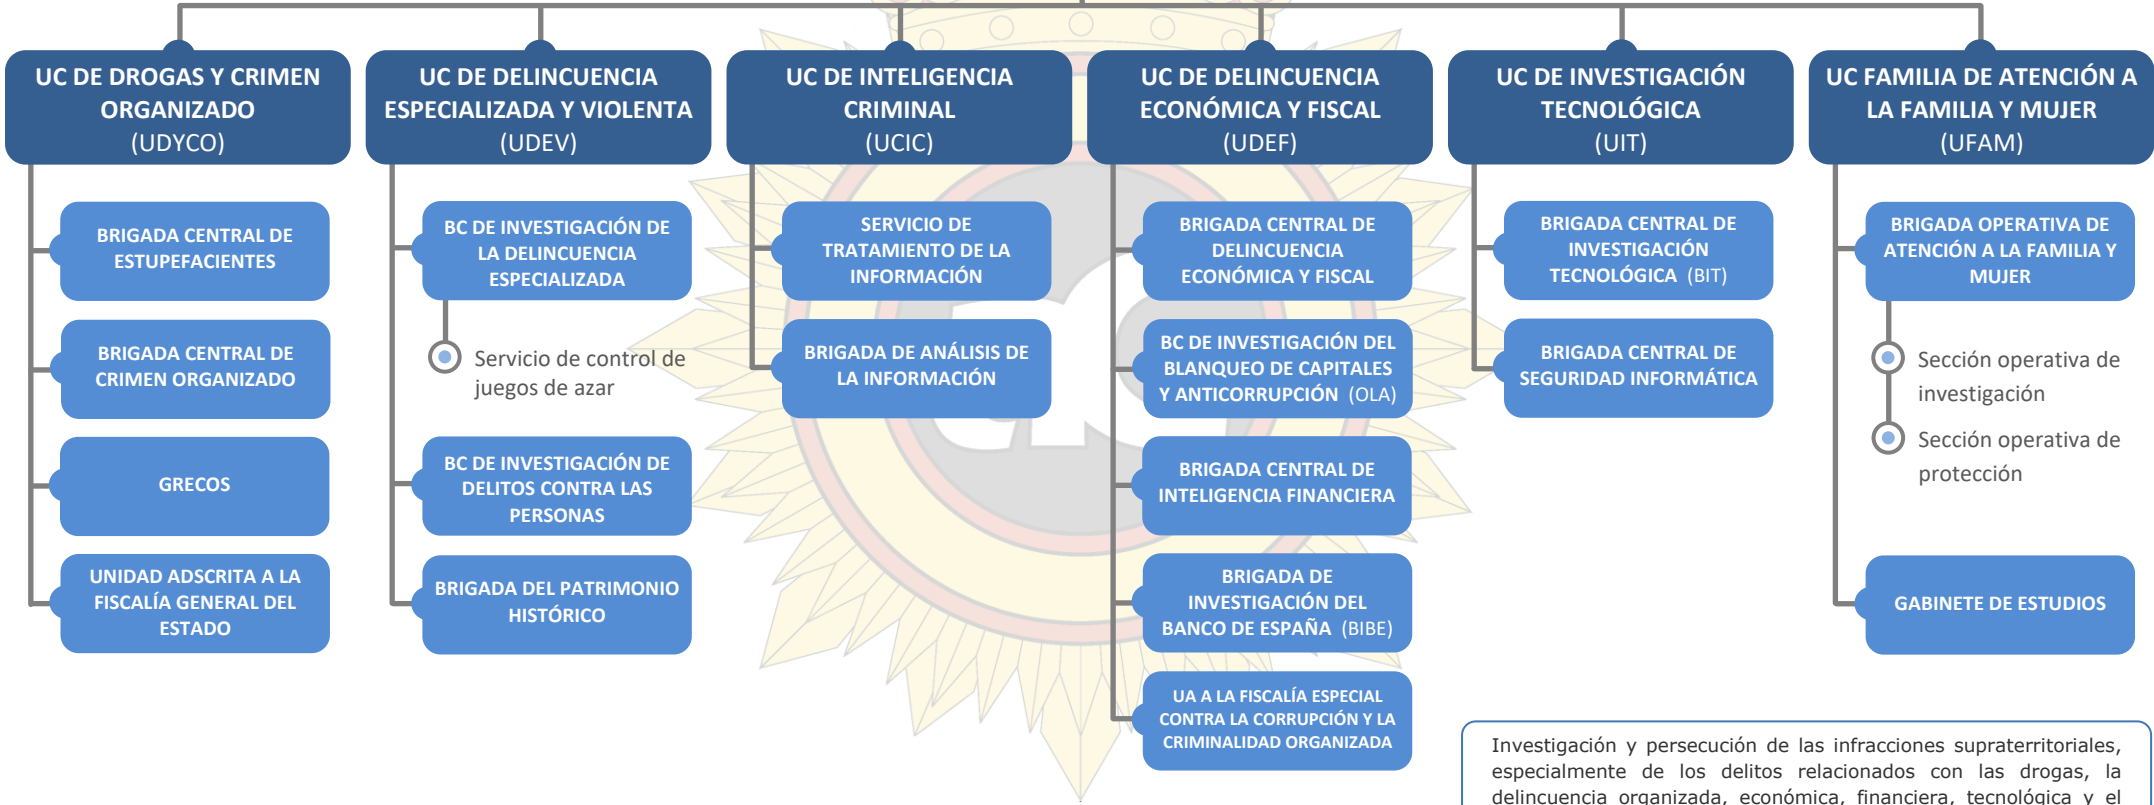 UC DE DROGAS Y CRIMEN
ORGANIZADO
(UDYCO)
BRIGADA CENTRAL DE
ESTUPEFACIENTES
BRIGADA CENTRAL DE
CRIMEN ORGANIZADO
GRECOS
UNIDAD ADSCRITA A LA
FISCALÍA GENERAL DEL
ESTADO
UC DE DELINCUENCIA
ESPECIALIZADA Y VIOLENTA
(UDEV)
BC DE INVESTIGACIÓN DE
LA DELINCUENCIA
ESPECIALIZADA
Servicio de control de
juegos de azar
BC DE INVESTIGACIÓN DE
DELITOS CONTRA LAS
PERSONAS
BRIGADA DEL PATRIMONIO
HISTÓRICO
UC DE INTELIGENCIA
CRIMINAL
(UCIC)
SERVICIO DE
TRATAMIENTO DE LA
INFORMACIÓN
BRIGADA DE ANÁLISIS DE
LA INFORMACIÓN
UC DE DELINCUENCIA
ECONÓMICA Y FISCAL
(UDEF)
BRIGADA CENTRAL DE
DELINCUENCIA
ECONÓMICA Y FISCAL
BC DE INVESTIGACIÓN DEL
BLANQUEO DE CAPITALES
Y ANTICORRUPCIÓN (OLA)
BRIGADA CENTRAL DE
INTELIGENCIA FINANCIERA
BRIGADA DE
INVESTIGACIÓN DEL
BANCO DE ESPAÑA (BIBE)
UA A LA FISCALÍA ESPECIAL
CONTRA LA CORRUPCIÓN Y LA
CRIMINALIDAD ORGANIZADA
UC DE INVESTIGACIÓN
TECNOLÓGICA
(UIT)
BRIGADA CENTRAL DE
INVESTIGACIÓN
TECNOLÓGICA (BIT)
BRIGADA CENTRAL DE
SEGURIDAD INFORMÁTICA
UC FAMILIA DE ATENCIÓN A
LA FAMILIA Y MUJER
(UFAM)
BRIGADA OPERATIVA DE
ATENCIÓN A LA FAMILIA Y
MUJER
Sección operativa de
investigación
Sección operativa de
protección
GABINETE DE ESTUDIOS
Investigación y persecución de las infracciones supraterritoriales,
especialmente de los delitos relacionados con las drogas, la
delincuencia organizada, económica, financiera, tecnológica y el